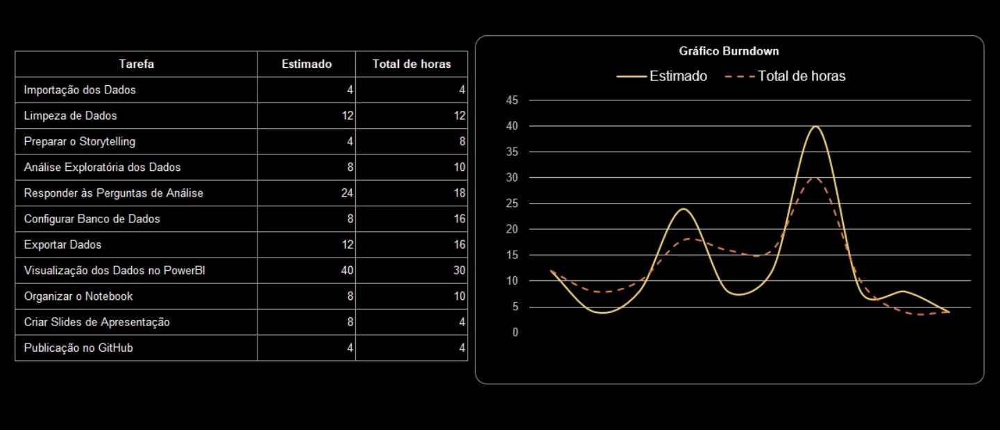 Tarefa Estimado Total de horas
Importação dos Dados 4 4
Limpeza de Dados 12 12
Preparar o Storytelling 4 8
Análise Exploratória dos Dados 8 10
Responder às Perguntas de Análise 24 18
Configurar Banco de Dados 8 16
Exportar Dados 12 16
Visualização dos Dados no PowerBI 40 30
Organizar o Notebook 8 10
Criar Slides de Apresentação 8 4
Publicação no GitHub 4 4
Gráfico Burndown
Estimado Total de horas
45
40
35
30
25
20
15
10
5
0